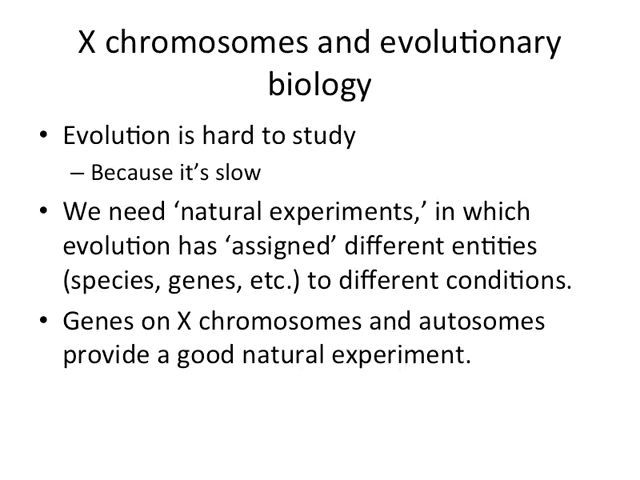 X chromosomes and evolutionary
biology
• Evolution is hard to study
– Because it’s slow
• We need ‘natural experiments,’ in which
evolution has ‘assigned’ different entities
(species, genes, etc.) to different conditions.
• Genes on X chromosomes and autosomes
provide a good natural experiment.